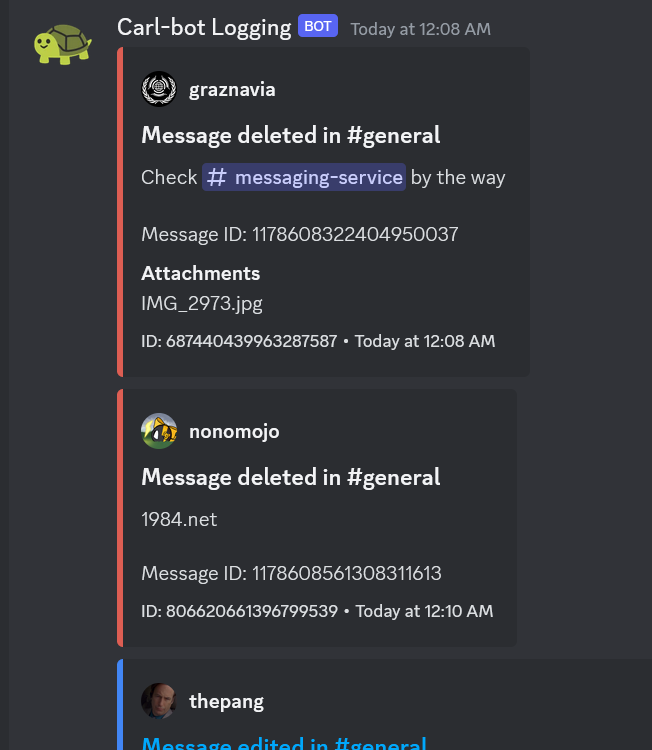 Carl-bot Logging BOT Today at 12:08 AM
graznavia
Message deleted in #general
Check # messaging-service by the way
Message ID: 1178608322404950037
Attachments
IMG_2973.jpg
ID: 687440439963287587 • Today at 12:08 AM
nonomojo
Message deleted in #general
1984.net
Message ID: 1178608561308311613
ID: 806620661396799539 • Today at 12:10 AM
thepang
Message edited in #general